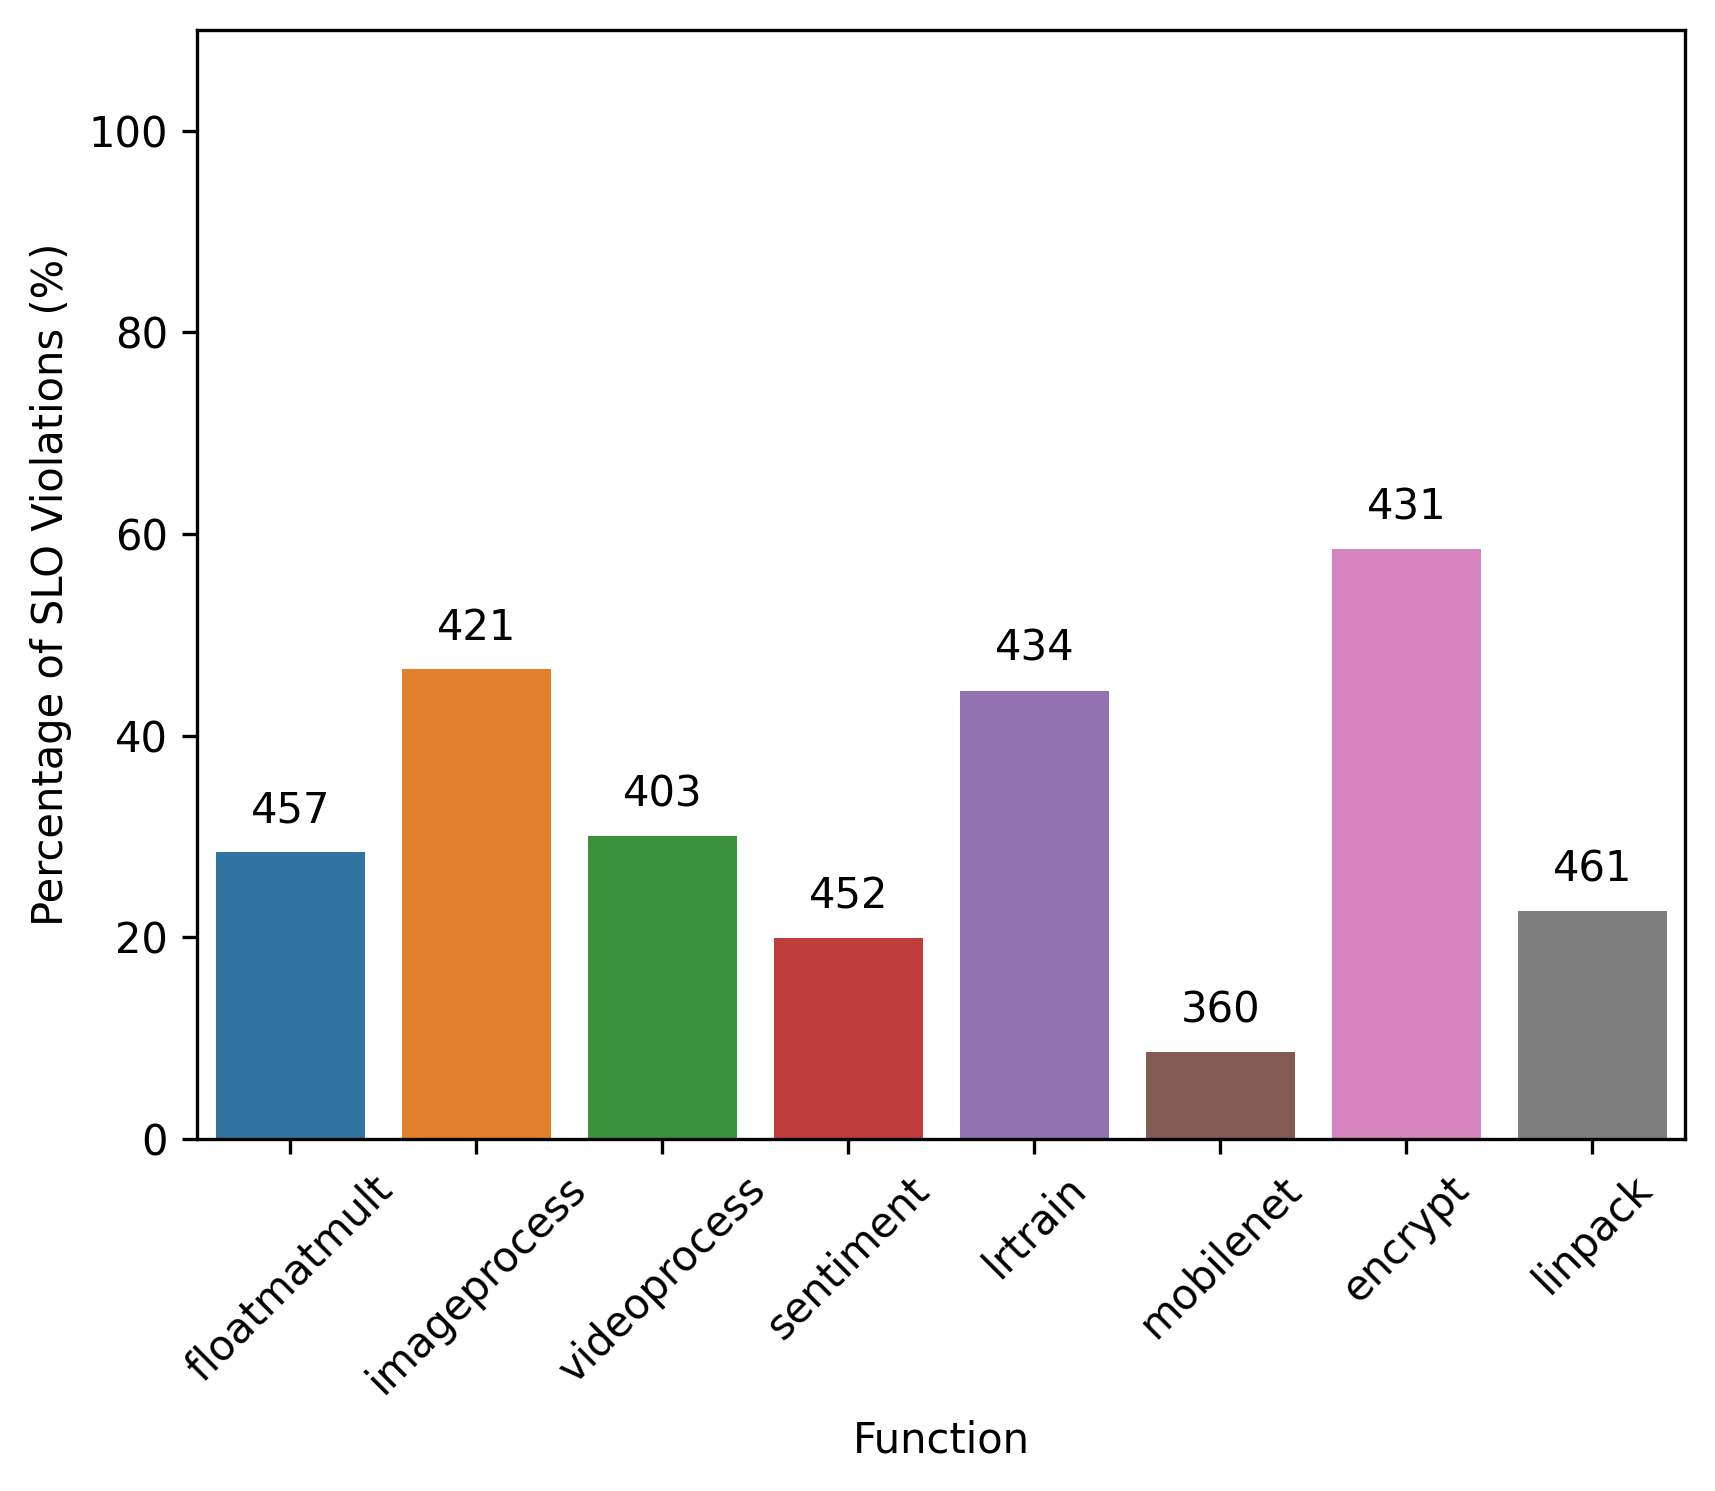 Percentage of SLO Violations (%)
100
80
60
40
20
0
457
421
403
452
434
360
431
461
floatmatmult
imageprocess
videoprocess
sentiment
lrtrain
mobilenet
encrypt
linpack
Function